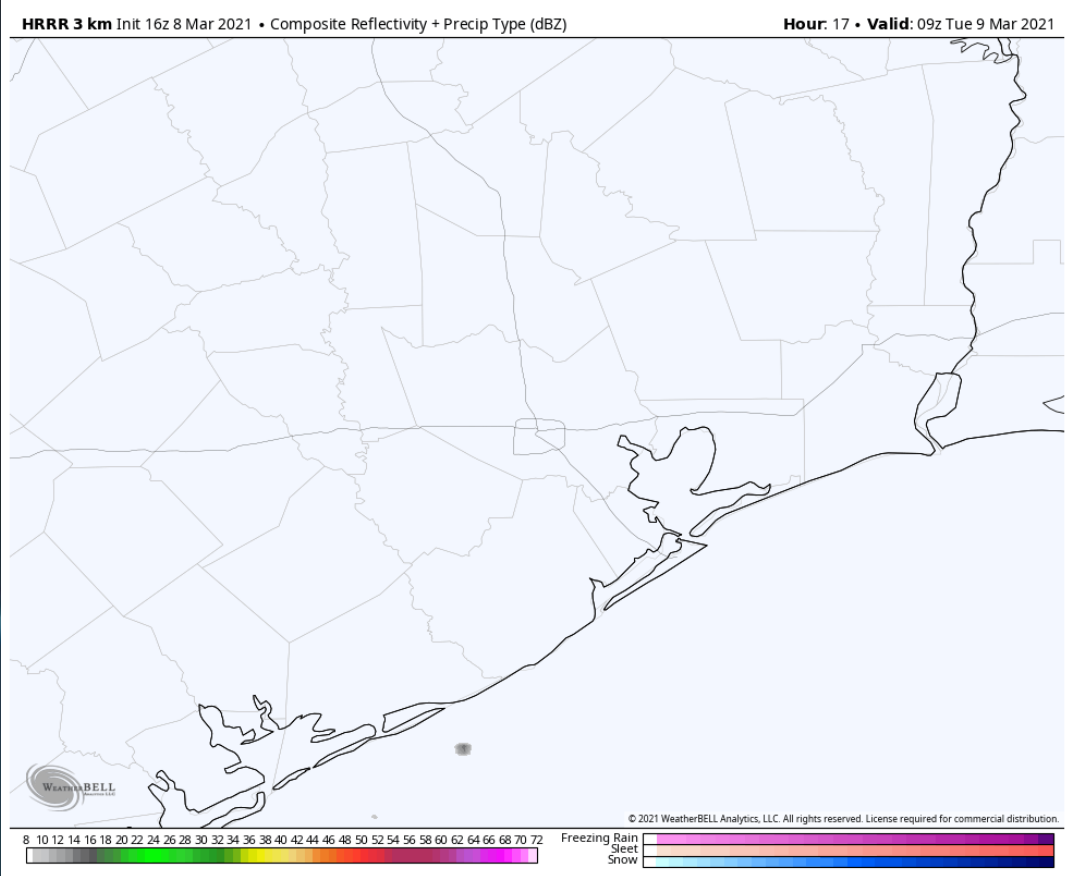 HRRR 3 km Init 16z 8 Mar 2021 • Composite Reflectivity + Precip Type (dBZ) Hour: 17 • Valid: 09z Tue 9 Mar 2021
WEATHERBELL
Analytics LLC
© 2021 WeatherBELL Analytics, LLC. All rights reserved. License required for commercial distribution.
8 10 12 14 16 18 20 22 24 26 28 30 32 34 36 38 40 42 44 46 48 50 52 54 56 58 60 62 64 66 68 70 72
Freezing Rain
Sleet
Snow